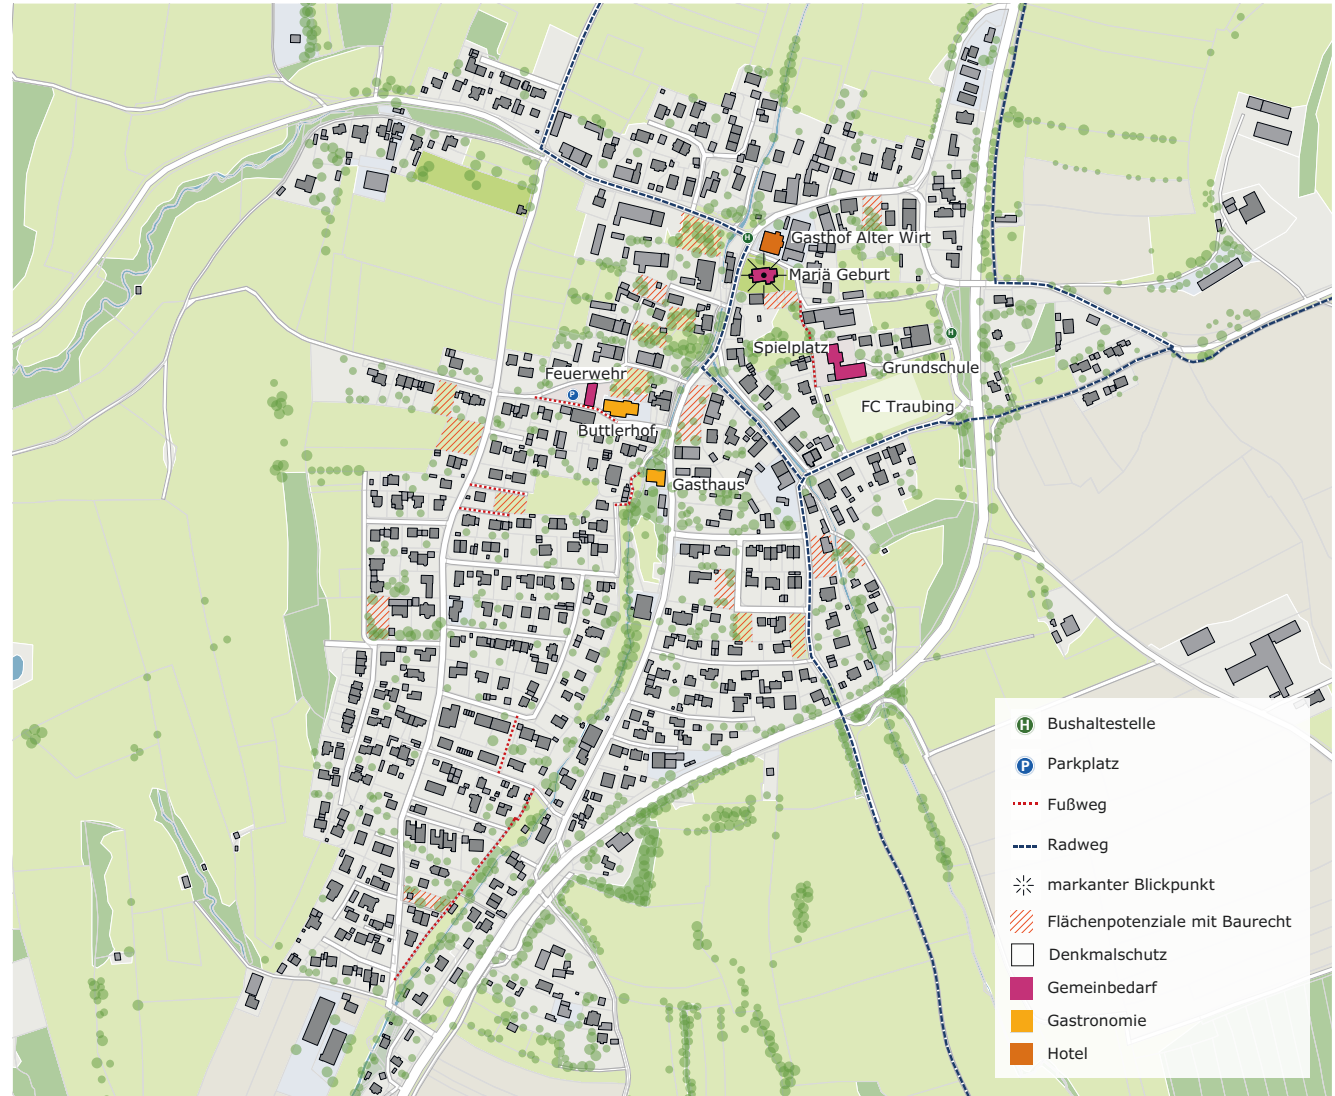 H
Gasthof Alter Wirt
Mariä Geburt
H
Spielplatz
Grundschule
Feuerwehr
P
FC Traubing
Buttlerhof
Gasthaus
H Bushaltestelle
P Parkplatz
Fußweg
Radweg
markanter Blickpunkt
Flächenpotenziale mit Baurecht
Denkmalschutz
Gemeinbedarf
Gastronomie
Hotel